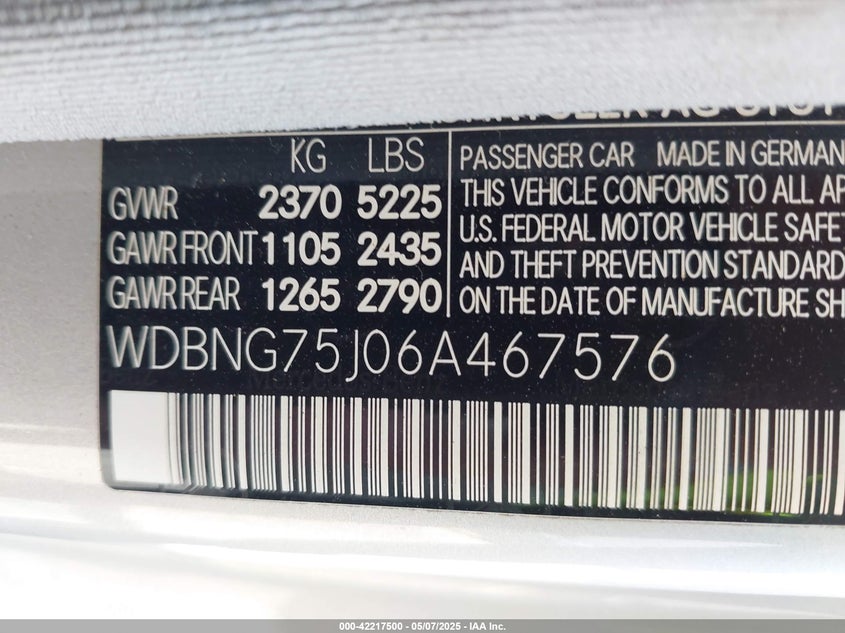 KG LBS
GVWR 2370 5225
GAWR FRONT 1105 2435
GAWR REAR 1265 2790
PASSENGER CAR MADE IN GERMAN
THIS VEHICLE CONFORMS TO ALL AP
U.S. FEDERAL MOTOR VEHICLE SAFE
AND THEFT PREVENTION STANDARD
ON THE DATE OF MANUFACTURE SH
WDBNG75J06A467576
000-42217500 | 05/07/2025 - IAA Inc.